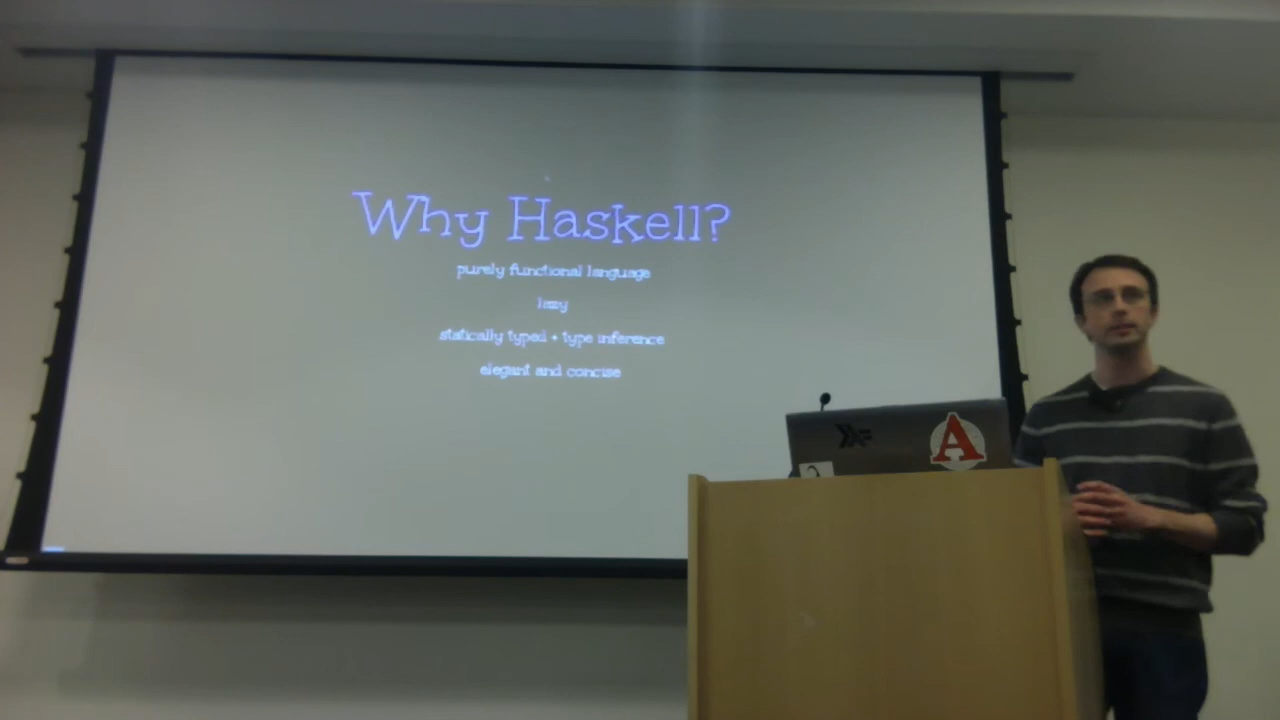 Why Haskell?
purely functional language
lazy
statically typed + type inference
elegant and concise
A